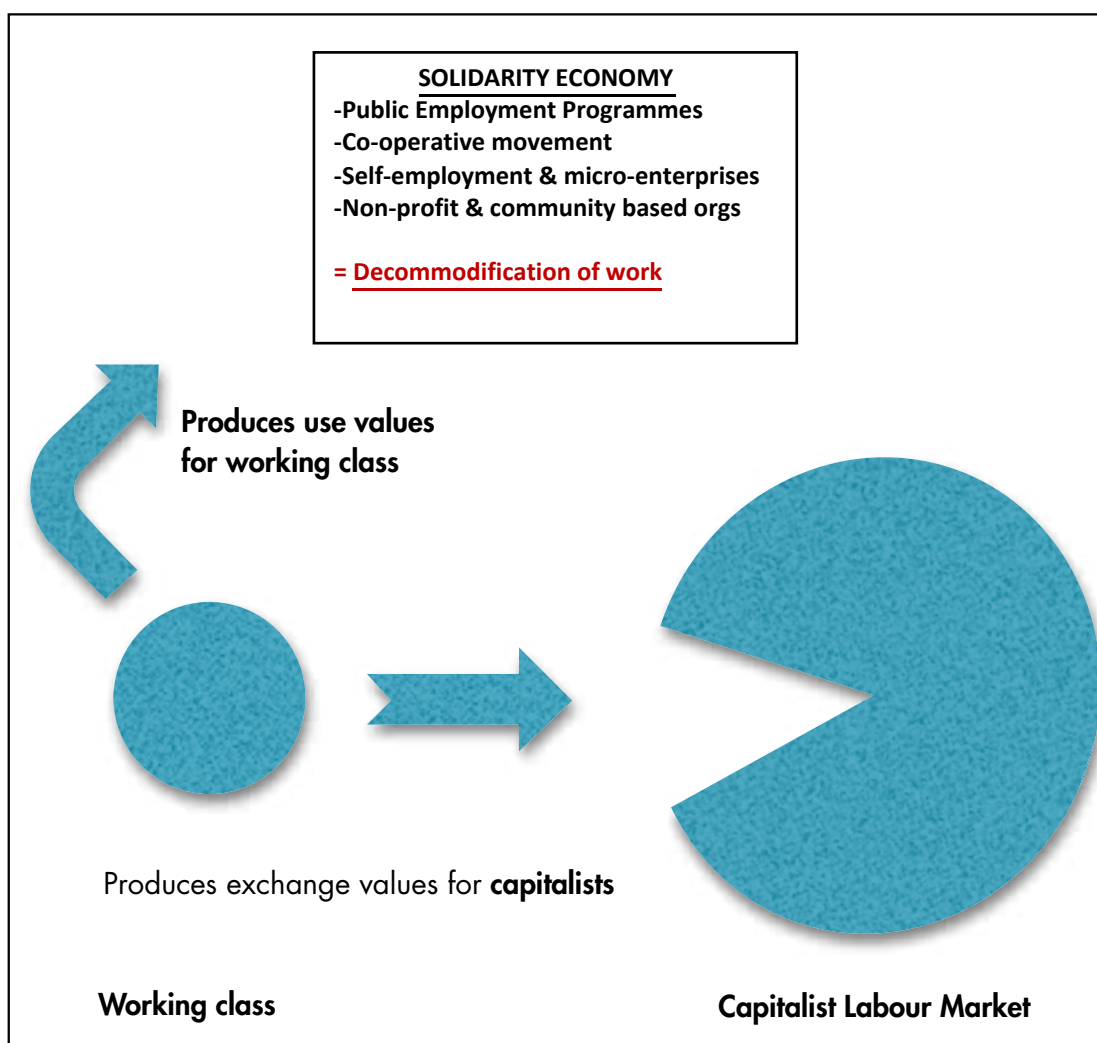 SOLIDARITY ECONOMY
-Public Employment Programmes
-Co-operative movement
-Self-employment & micro-enterprises
-Non-profit & community based orgs
= Decommodification of work
Produces use values
for working class
Produces exchange values for capitalists
Working class
Capitalist Labour Market